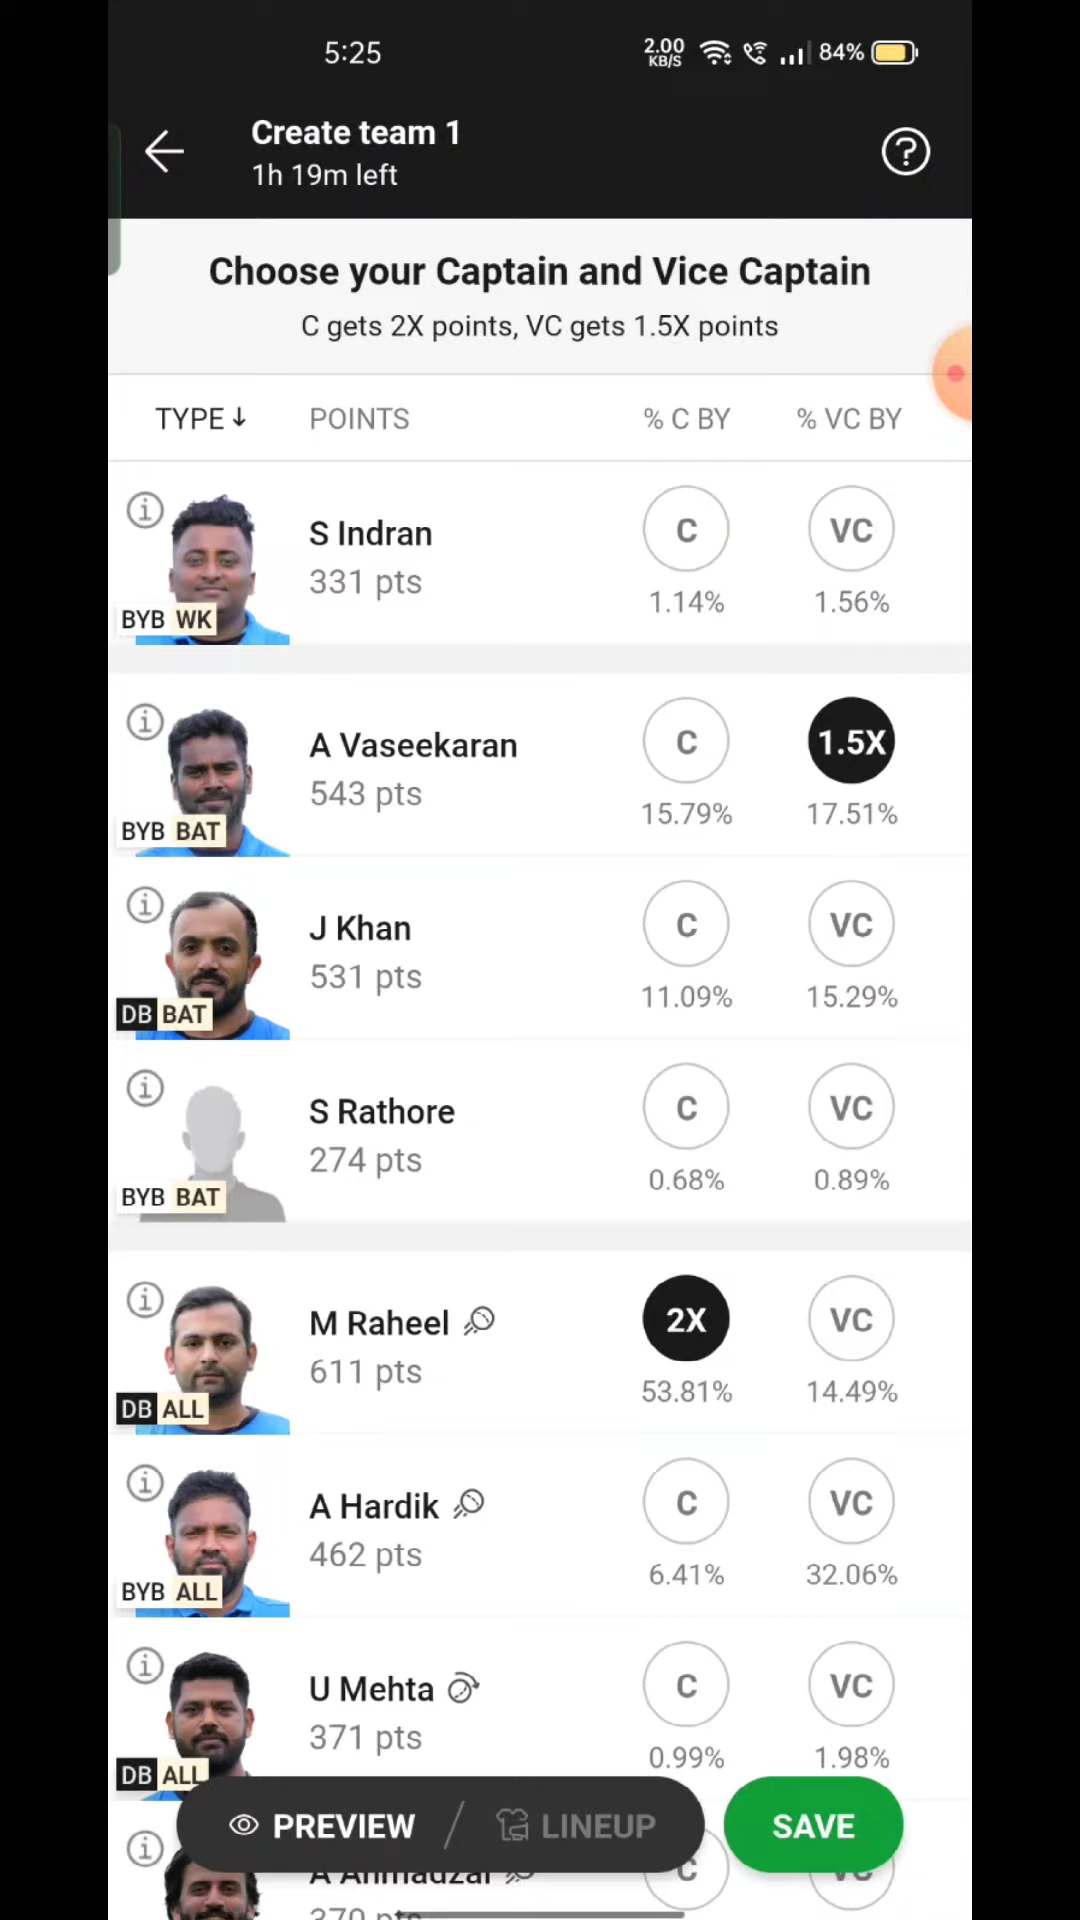 5:25
2.00 KB/S
84%
Create team 1
1h 19m left
?
Choose your Captain and Vice Captain
C gets 2X points, VC gets 1.5X points
TYPE↓ POINTS % C BY % VC BY
S Indran
331 pts
BYB WK
C VC
1.14% 1.56%
A Vaseekaran
543 pts
BYB BAT
C 1.5X
15.79% 17.51%
J Khan
531 pts
DB BAT
C VC
11.09% 15.29%
S Rathore
274 pts
BYB BAT
C VC
0.68% 0.89%
M Raheel
611 pts
DB ALL
2X VC
53.81% 14.49%
A Hardik
462 pts
BYB ALL
C VC
6.41% 32.06%
U Mehta
371 pts
DB ALL
C VC
0.99% 1.98%
PREVIEW / LINEUP
SAVE
A Ahmadzai
370 pts
C VC